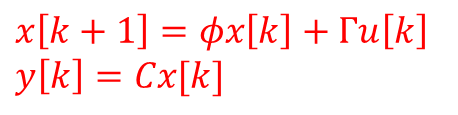 x[k + 1] = ϕx[k] + Γu[k]
y[k] = Cx[k]